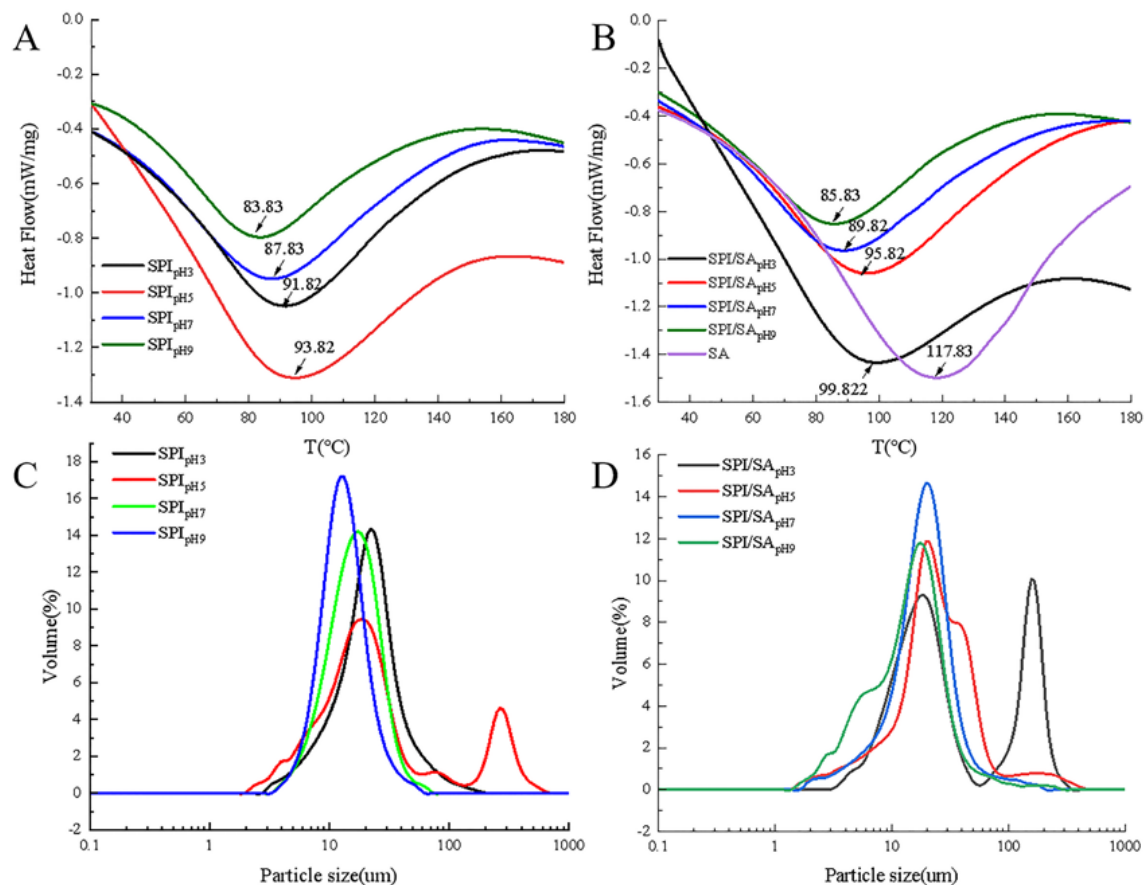 A
Heat Flow(mW/mg)
0.0
-0.2
-0.4
-0.6
-0.8
-1.0
-1.2
-1.4
83.83
87.83
91.82
93.82
SPIpH3
SPIpH5
SPIpH7
SPIpH9
40 60 80 100 120 140 160 180
T(°C)
B
Heat Flow(mW/mg)
0.0
-0.2
-0.4
-0.6
-0.8
-1.0
-1.2
-1.4
-1.6
85.83
89.82
95.82
117.83
99.822
SPI/SApH3
SPI/SApH5
SPI/SApH7
SPI/SApH9
SA
40 60 80 100 120 140 160 180
T(°C)
C
Volume(%)
18
16
14
12
10
8
6
4
2
0
-2
SPIpH3
SPIpH5
SPIpH7
SPIpH9
0.1 1 10 100 1000
Particle size(um)
D
Volume(%)
16
14
12
10
8
6
4
2
0
-2
SPI/SApH3
SPI/SApH5
SPI/SApH7
SPI/SApH9
0.1 1 10 100 1000
Particle size(um)